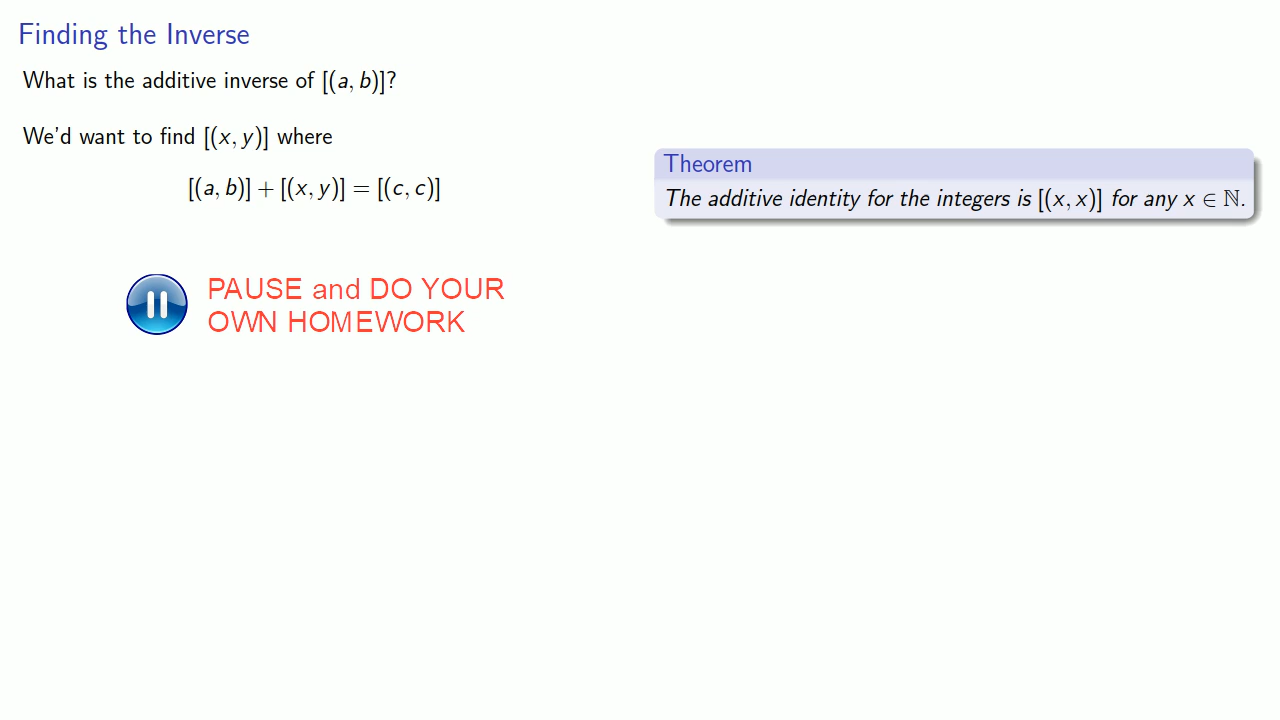 Finding the Inverse
What is the additive inverse of [(a, b)]?
We'd want to find [(x, y)] where
[(a, b)] + [(x, y)] = [(c, c)]
Theorem
The additive identity for the integers is [(x, x)] for any x ∈ ℕ.
PAUSE and DO YOUR
OWN HOMEWORK